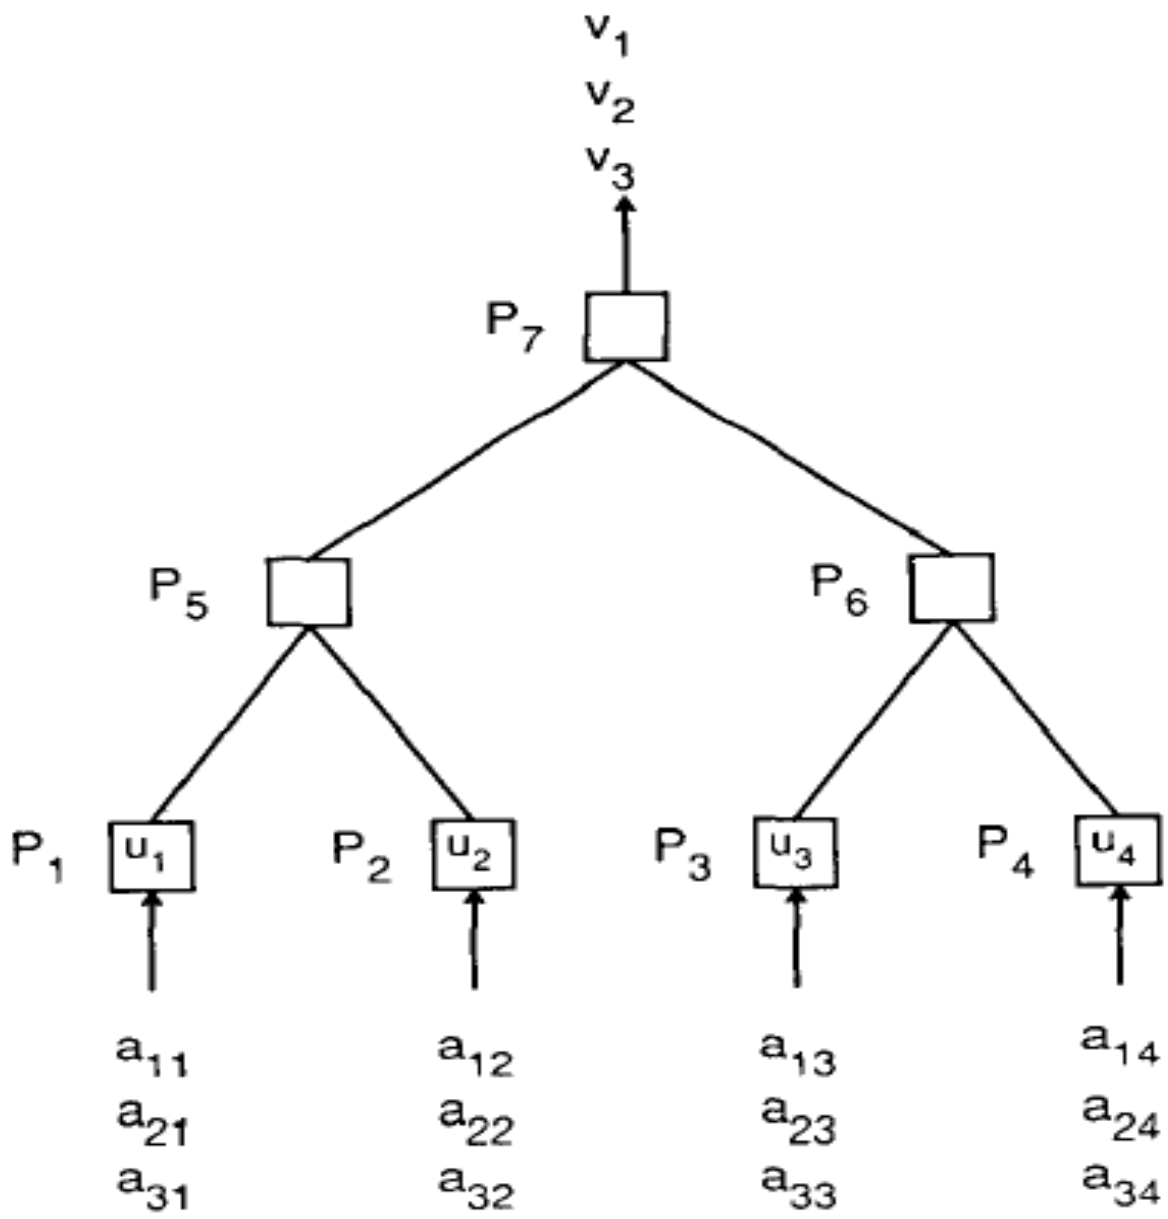 v₁
v₂
v₃
P₇
P₅ P₆
P₁ u₁ P₂ u₂ P₃ u₃ P₄ u₄
a₁₁ a₁₂ a₁₃ a₁₄
a₂₁ a₂₂ a₂₃ a₂₄
a₃₁ a₃₂ a₃₃ a₃₄